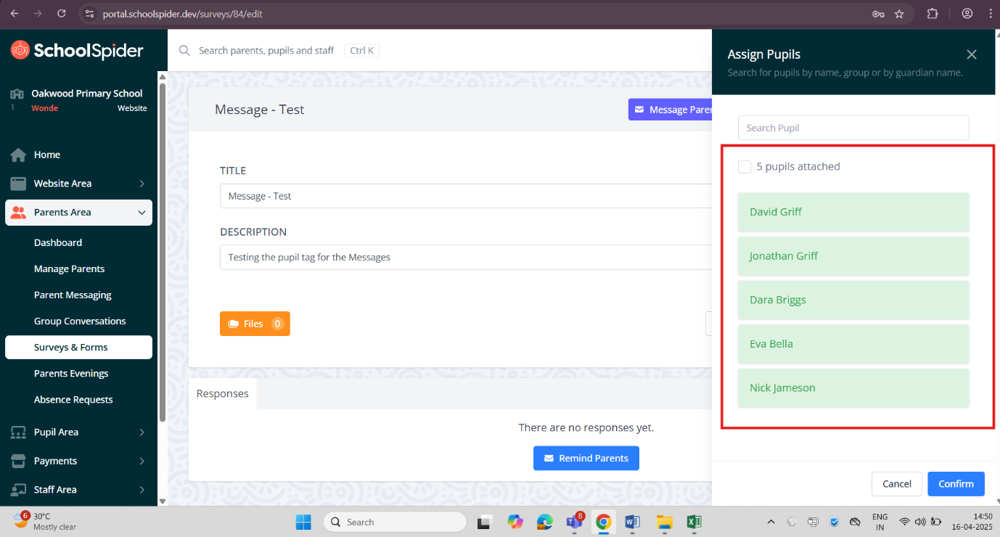 portal.schoolspider.dev/surveys/84/edit
SchoolSpider
Oakwood Primary School
1 Wonde Website
Home
Website Area
Parents Area
Dashboard
Manage Parents
Parent Messaging
Group Conversations
Surveys & Forms
Parents Evenings
Absence Requests
Pupil Area
Payments
Staff Area
Search parents, pupils and staff Ctrl K
Message - Test
Message Paren
TITLE
Message - Test
DESCRIPTION
Testing the pupil tag for the Messages
Files 0
Responses
There are no responses yet.
Remind Parents
Assign Pupils
Search for pupils by name, group or by guardian name.
Search Pupil
5 pupils attached
David Griff
Jonathan Griff
Dara Briggs
Eva Bella
Nick Jameson
Cancel Confirm
6 30°C
Mostly clear
Search
8
ENG
IN
14:50
16-04-2025